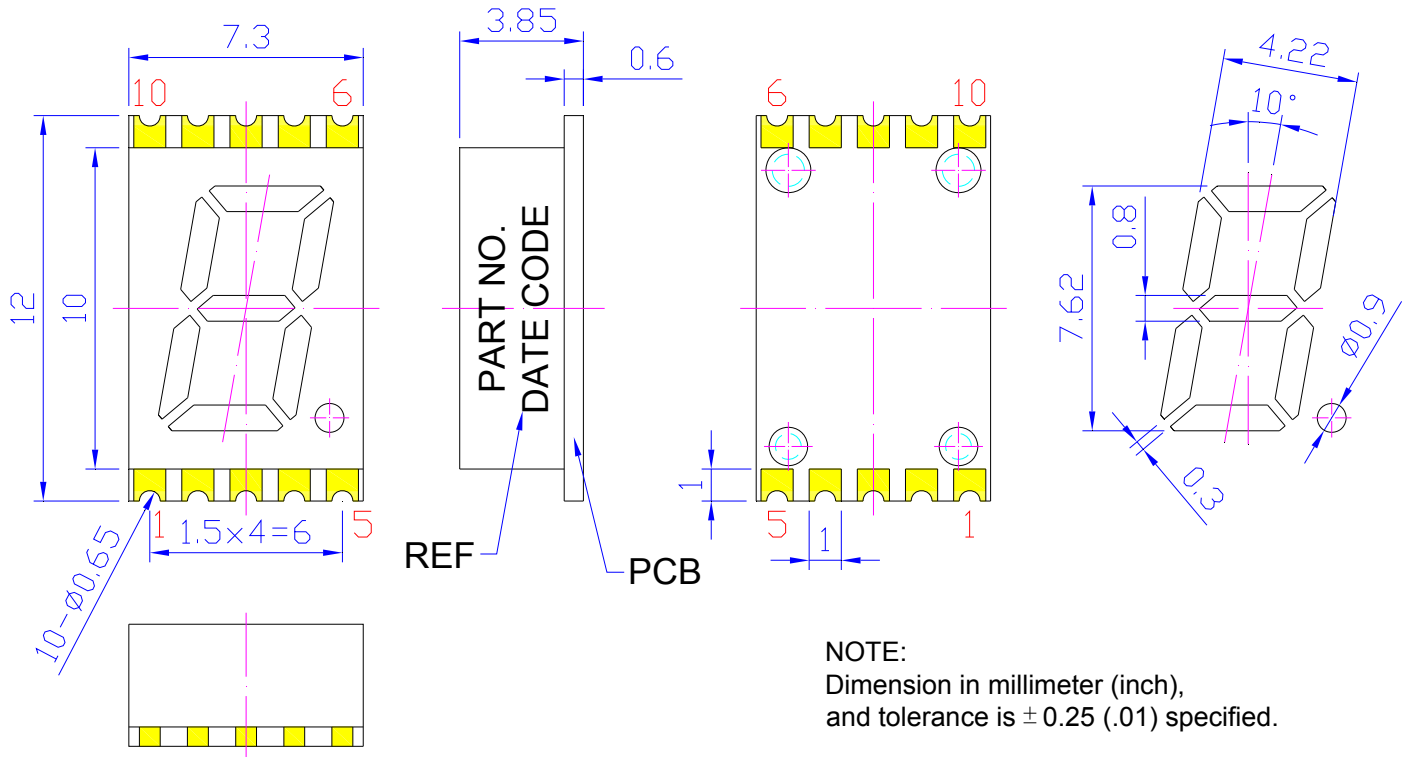 7.3
3.85
0.6
4.22
10°
10
6
6
10
12
10
PART NO.
DATE CODE
0.8
7.62
Ø0.9
0.3
1
5
1.5×4=6
10-Ø0.65
REF
PCB
1
1
5
1
NOTE:
Dimension in millimeter (inch),
and tolerance is ± 0.25 (.01) specified.